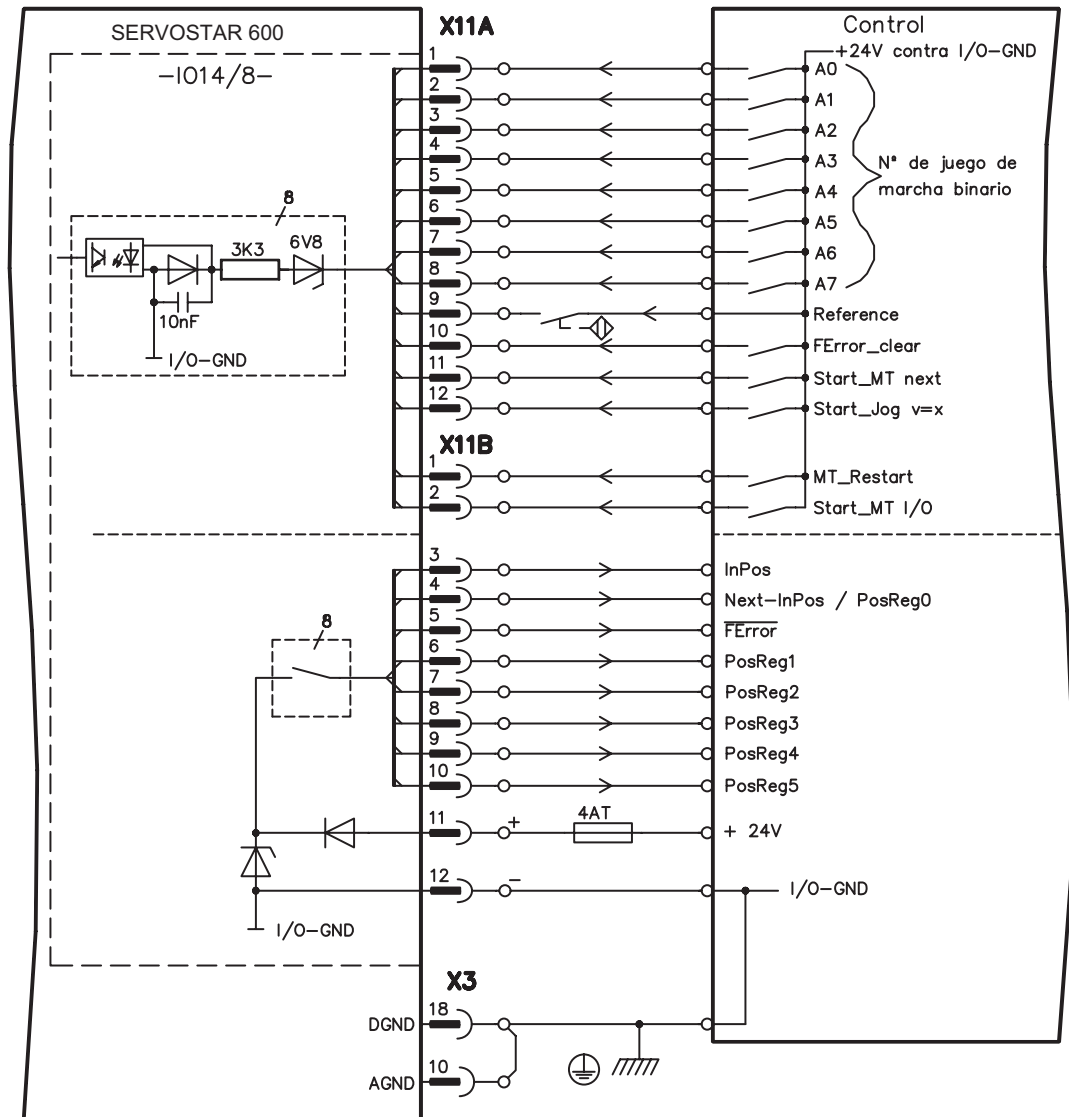 SERVOSTAR 600
X11A
Control
-I014/8-
+24V contra I/O-GND
1
A0
2
A1
3
A2
4
A3
Nª de juego de
marcha binario
5
A4
6
A5
7
A6
8
A7
9
Reference
10
FError_clear
11
Start_MT next
12
Start_Jog v=x
8
3K3
6V8
10nF
I/O-GND
X11B
1
MT_Restart
2
Start_MT I/O
3
InPos
4
Next-InPos / PosReg0
5
FError
6
PosReg1
7
PosReg2
8
PosReg3
9
PosReg4
10
PosReg5
8
11
+
4AT
+ 24V
12
-
I/O-GND
I/O-GND
X3
DGND
18
AGND
10